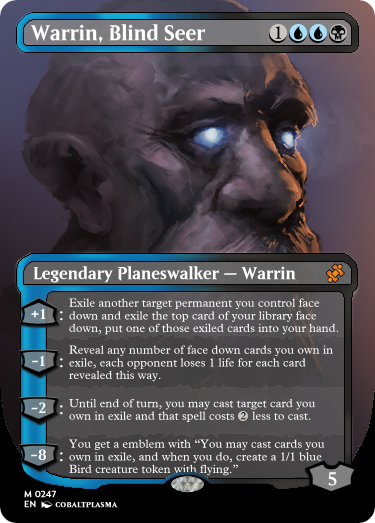 Warrin, Blind Seer 1
Legendary Planeswalker — Warrin
+1: Exile another target permanent you control face
down and exile the top card of your library face
down, put one of those exiled cards into your hand.
−1: Reveal any number of face down cards you own in
exile, each opponent loses 1 life for each card
revealed this way.
−2: Until end of turn, you may cast target card you
own in exile and that spell costs 2 less to cast.
−8: You get a emblem with “You may cast cards you
own in exile, and when you do, create a 1/1 blue
Bird creature token with flying.”
5
M 0247
EN COBALTPLASMA